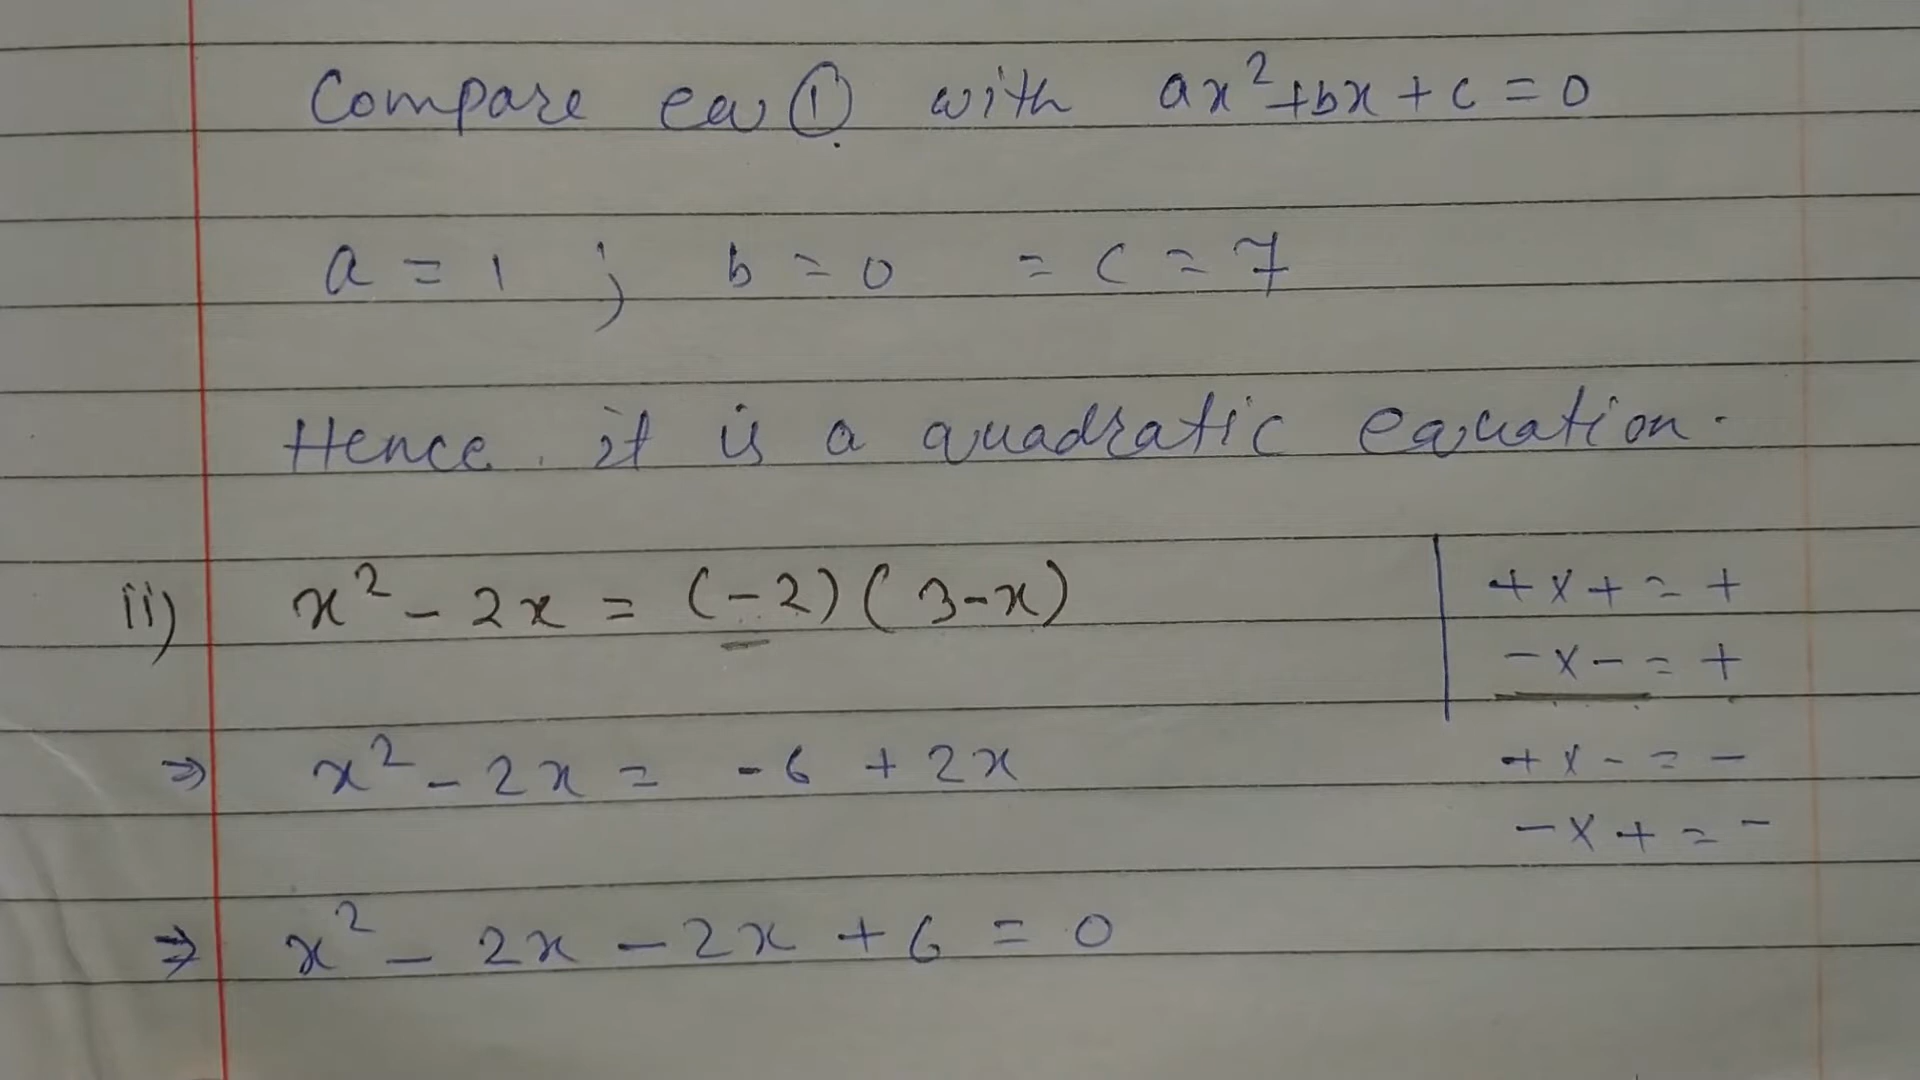 Compare eq ① with ax²+bx+c=0
a = 1 ; b = 0 = c = 7
Hence. it is a quadratic equation.
ii) x² - 2x = (-2)(3-x)
+ x + = +
- x - = +
⇒ x² - 2x = -6 + 2x
+ x - = -
- x + = -
⇒ x² - 2x - 2x + 6 = 0